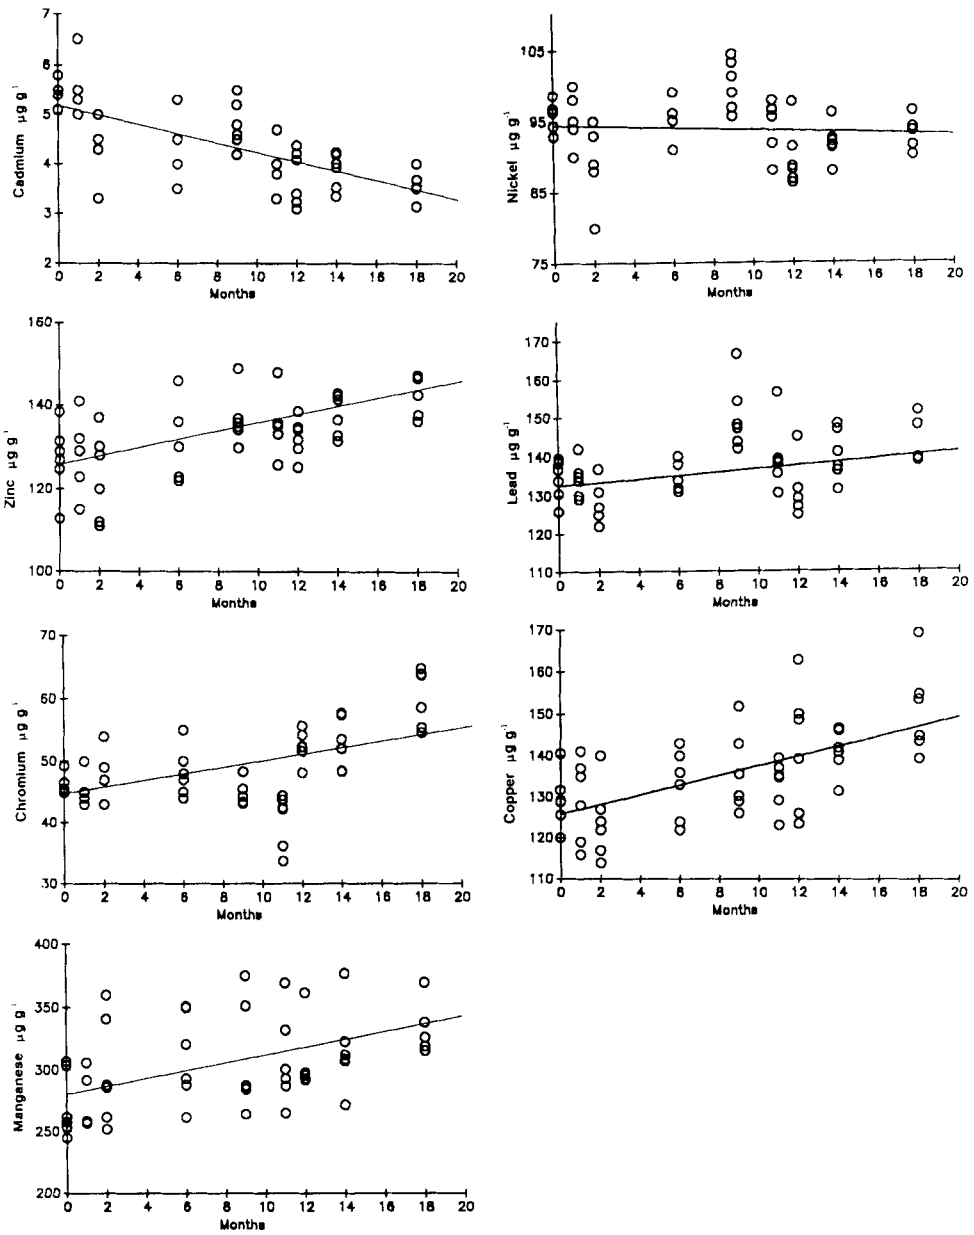 Cadmium µg g⁻¹
7
6
5
4
3
2
0 2 4 6 8 10 12 14 16 18 20
Months
Nickel µg g⁻¹
105
95
85
75
0 2 4 6 8 10 12 14 16 18 20
Months
Zinc µg g⁻¹
160
140
120
100
0 2 4 6 8 10 12 14 16 18 20
Months
Lead µg g⁻¹
170
160
150
140
130
120
110
0 2 4 6 8 10 12 14 16 18 20
Months
Chromium µg g⁻¹
70
60
50
40
30
0 2 4 6 8 10 12 14 16 18 20
Months
Copper µg g⁻¹
170
160
150
140
130
120
110
0 2 4 6 8 10 12 14 16 18 20
Months
Manganese µg g⁻¹
400
350
300
250
200
0 2 4 6 8 10 12 14 16 18 20
Months